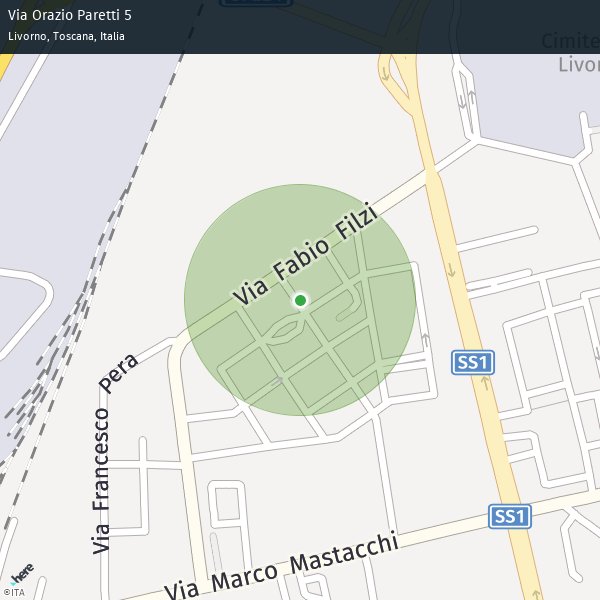 Via Orazio Paretti 5
Livorno, Toscana, Italia
Cimite
Livor
Via Fabio Filzi
SS1
Via Francesco Pera
SS1
Via Marco Mastacchi
here
©ITA